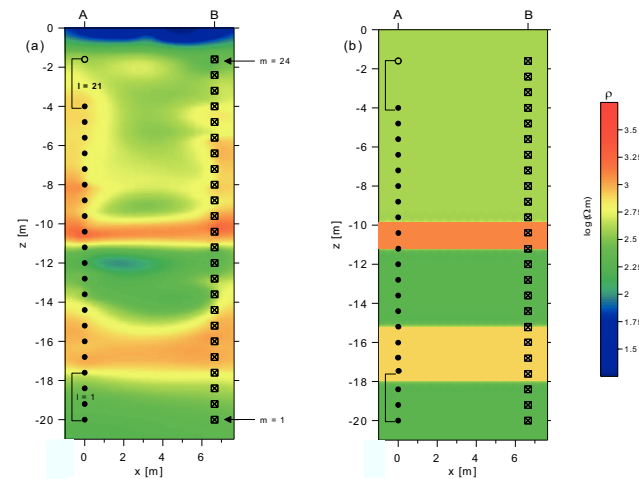 A B A B
(a) (b)
0 0
-2 m = 24 -2
l = 21
-4 -4
ρ
-6 -6
3.5
-8 -8
3.25
z [m] z [m]
-10 -10
3
log(Ωm)
2.75
-12 -12
2.5
-14 -14
2.25
2
-16 -16
1.75
-18 -18
1.5
l = 1
-20 m = 1 -20
0 2 4 6 0 2 4 6
x [m] x [m]